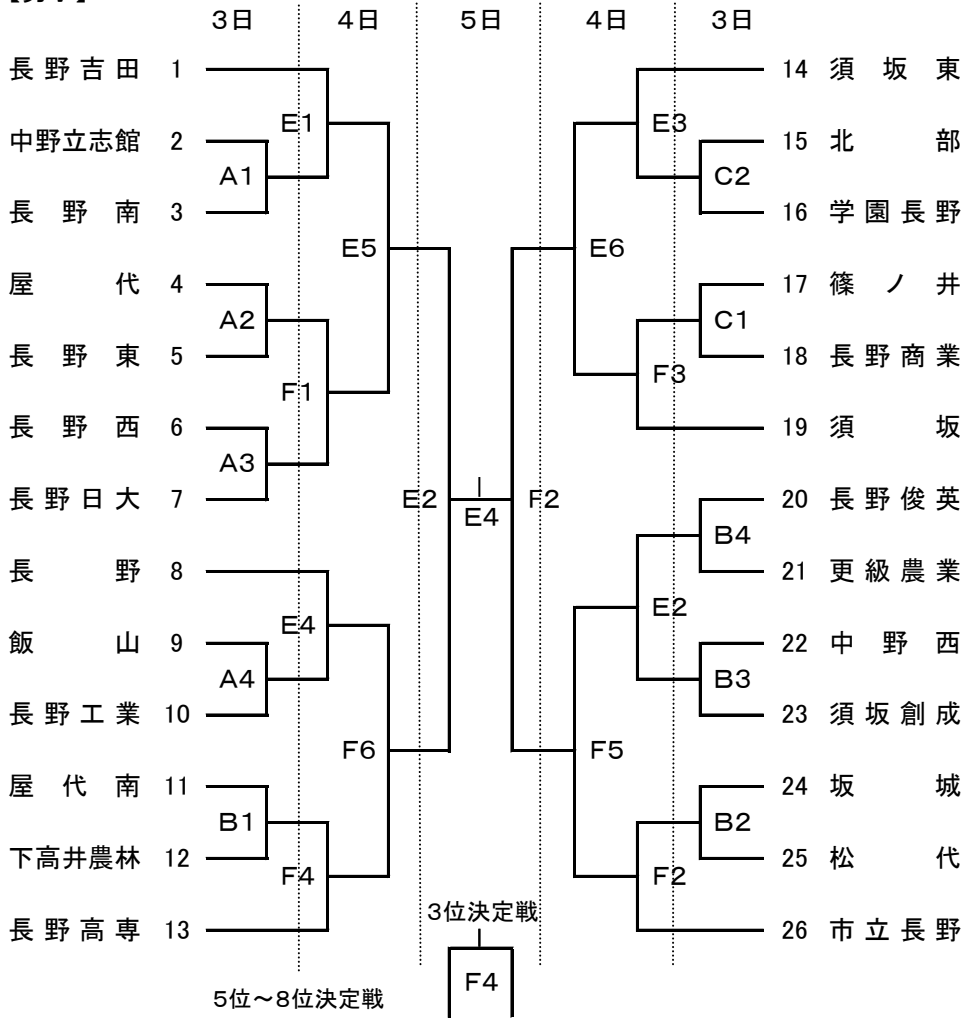 3日 4日 5日 4日 3日
長野吉田 1 14 須坂東
E1 E3
中野立志館 2 15 北部
A1 C2
長野南 3 16 学園長野
E5 E6
屋代 4 17 篠ノ井
A2 C1
長野東 5 18 長野商業
F1 F3
長野西 6 19 須坂
A3
長野日大 7 E2 E4 F2 20 長野俊英
B4
長野 8 21 更級農業
E4 E2
飯山 9 22 中野西
A4 B3
長野工業 10 23 須坂創成
F6 F5
屋代南 11 24 坂城
B1 B2
下高井農林 12 25 松代
F4 F2
長野高専 13 3位決定戦 26 市立長野
F4
5位～8位決定戦